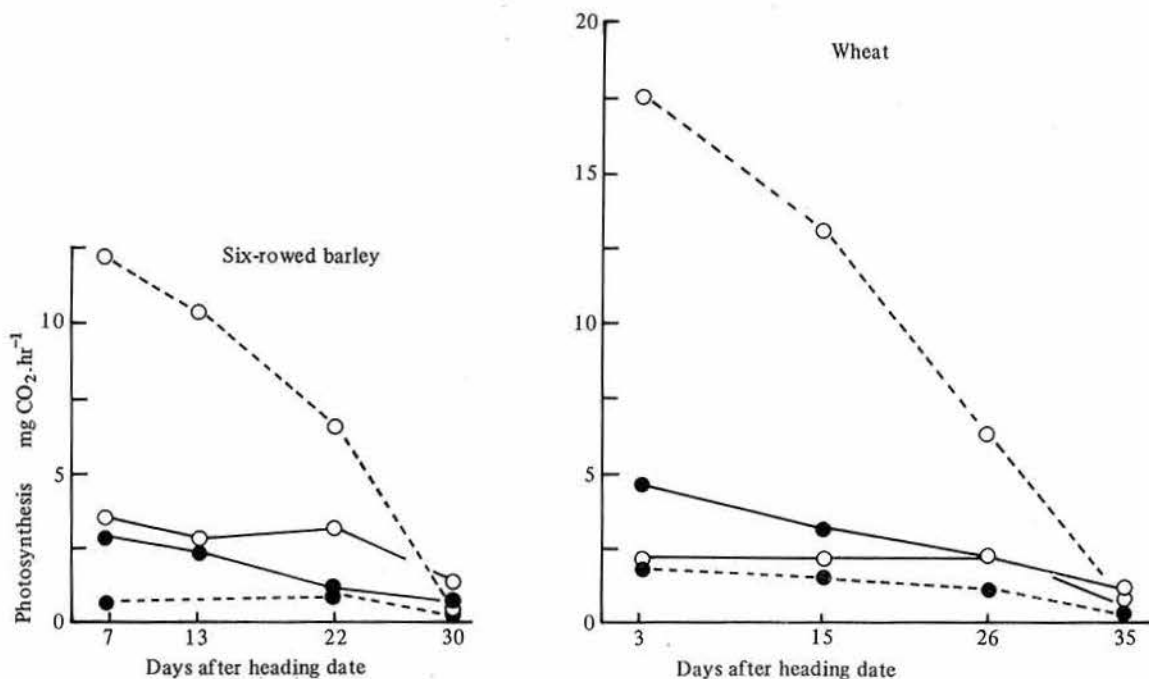 Six-rowed barley
Photosynthesis mg CO₂.hr⁻¹
10
5
0
7 13 22 30
Days after heading date
Wheat
20
15
10
5
0
3 15 26 35
Days after heading date